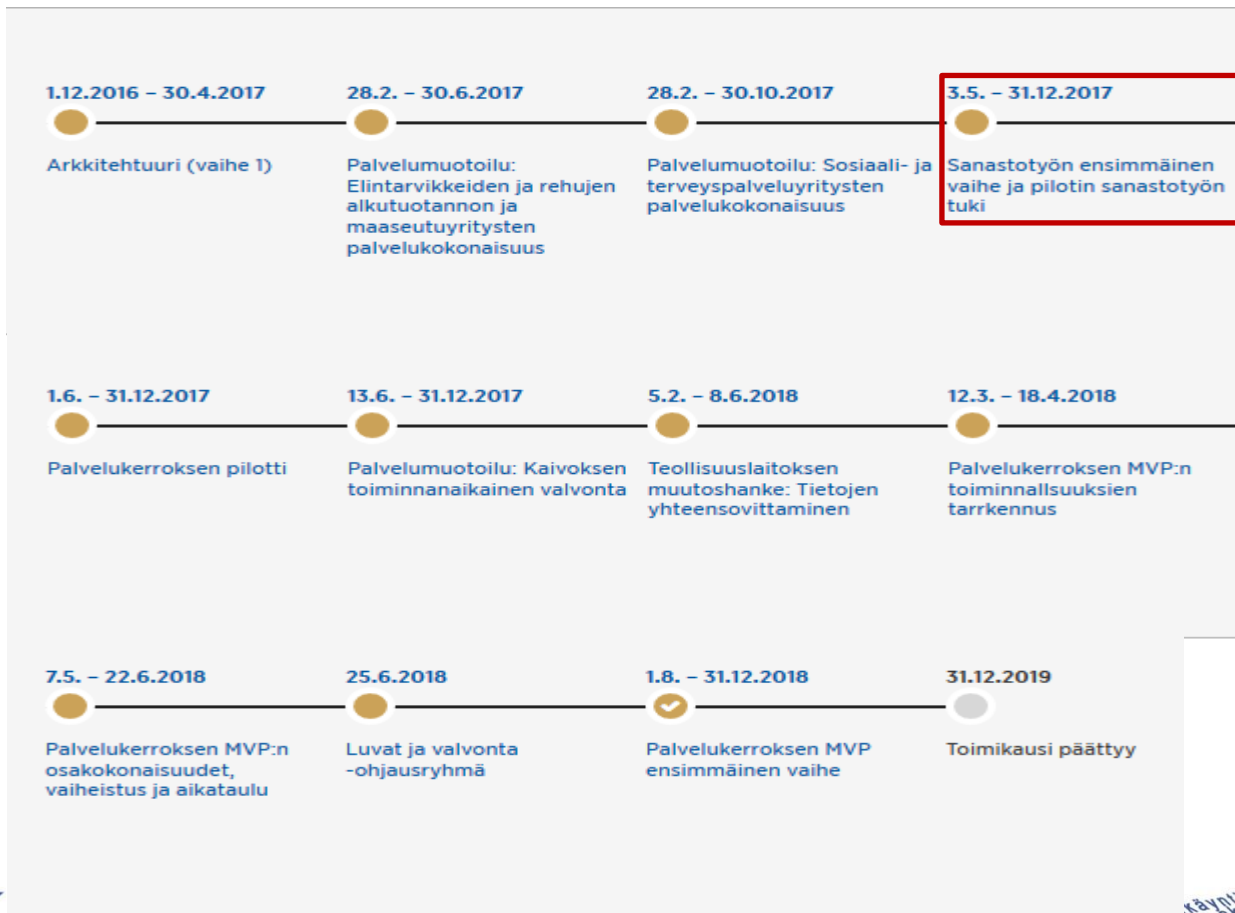 1.12.2016 – 30.4.2017
Arkkitehtuuri (vaihe 1)
28.2. – 30.6.2017
Palvelumuotoilu:
Elintarvikkeiden ja rehujen
alkutuotannon ja
maaseutuyritysten
palvelukokonaisuus
28.2. – 30.10.2017
Palvelumuotoilu: Sosiaali- ja
terveyspalveluyritysten
palvelukokonaisuus
3.5. – 31.12.2017
Sanastotyön ensimmäinen
vaihe ja pilotin sanastotyön
tuki
1.6. – 31.12.2017
Palvelukerroksen pilotti
13.6. – 31.12.2017
Palvelumuotoilu: Kaivoksen
toiminnanaikainen valvonta
5.2. – 8.6.2018
Teollisuuslaitoksen
muutoshanke: Tietojen
yhteensovittaminen
12.3. – 18.4.2018
Palvelukerroksen MVP:n
toiminnallsuuksien
tarrkennus
7.5. – 22.6.2018
Palvelukerroksen MVP:n
osakokonaisuudet,
vaiheistus ja aikataulu
25.6.2018
Luvat ja valvonta
-ohjausryhmä
1.8. – 31.12.2018
Palvelukerroksen MVP
ensimmäinen vaihe
31.12.2019
Toimikausi päättyy